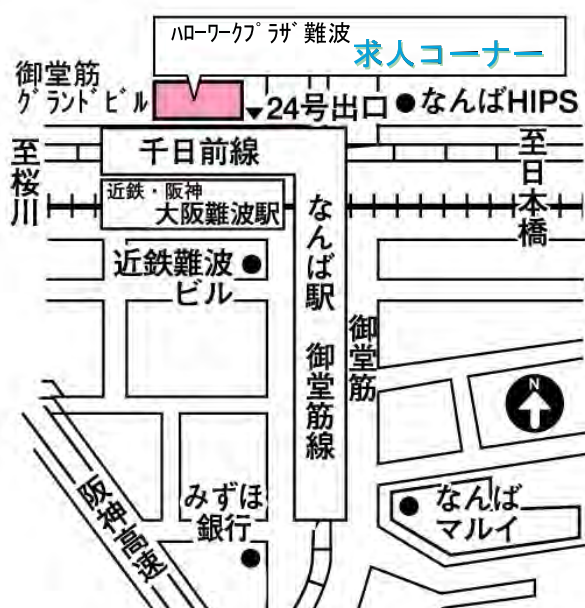 ﾊﾛｰﾜｰｸﾌﾟﾗｻﾞ難波
求人コーナー
御堂筋
ｸﾞﾗﾝﾄﾞﾋﾞﾙ
▼24号出口
●なんばHIPS
至桜川
千日前線
至日本橋
近鉄・阪神
大阪難波駅
なんば駅
御堂筋線
近鉄難波
ビル
御堂筋
N
阪神高速
みずほ
銀行
なんば
マルイ